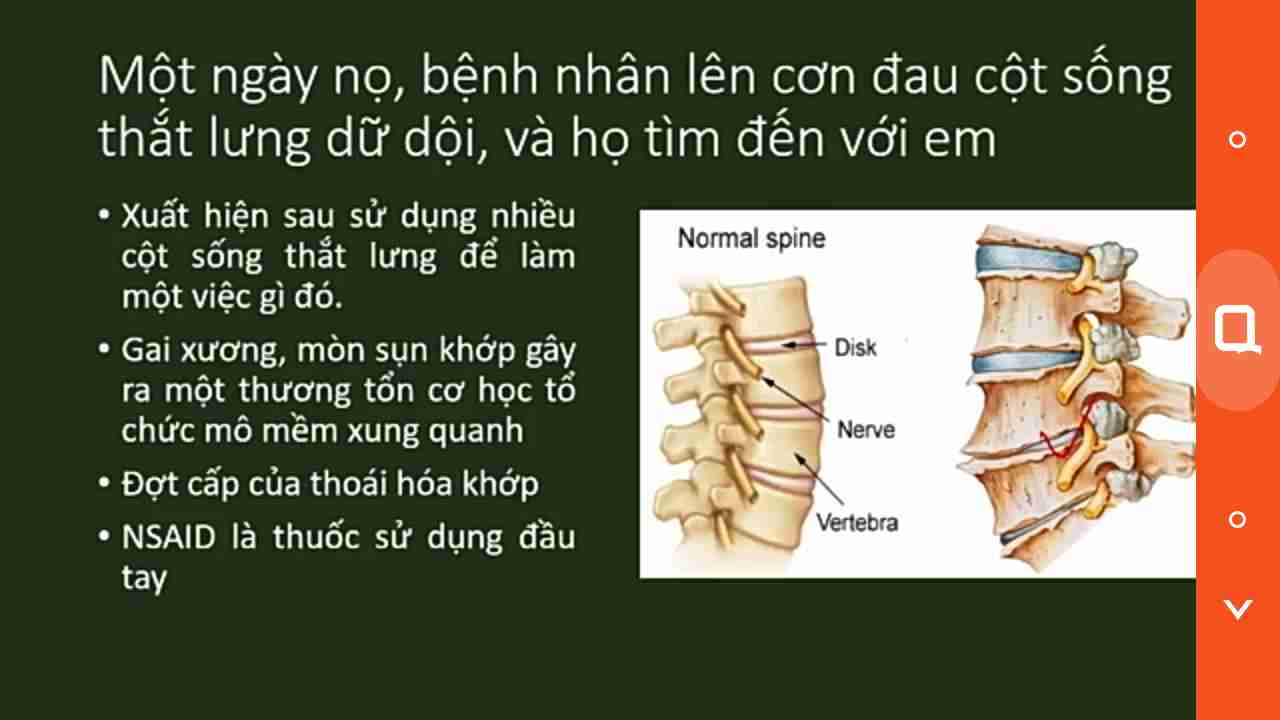 Một ngày nọ, bệnh nhân lên cơn đau cột sống
thắt lưng dữ dội, và họ tìm đến với em
• Xuất hiện sau sử dụng nhiều
cột sống thắt lưng để làm
một việc gì đó.
• Gai xương, mòn sụn khớp gây
ra một thương tổn cơ học tổ
chức mô mềm xung quanh
• Đợt cấp của thoái hóa khớp
• NSAID là thuốc sử dụng đầu
tay
Normal spine
Disk
Nerve
Vertebra